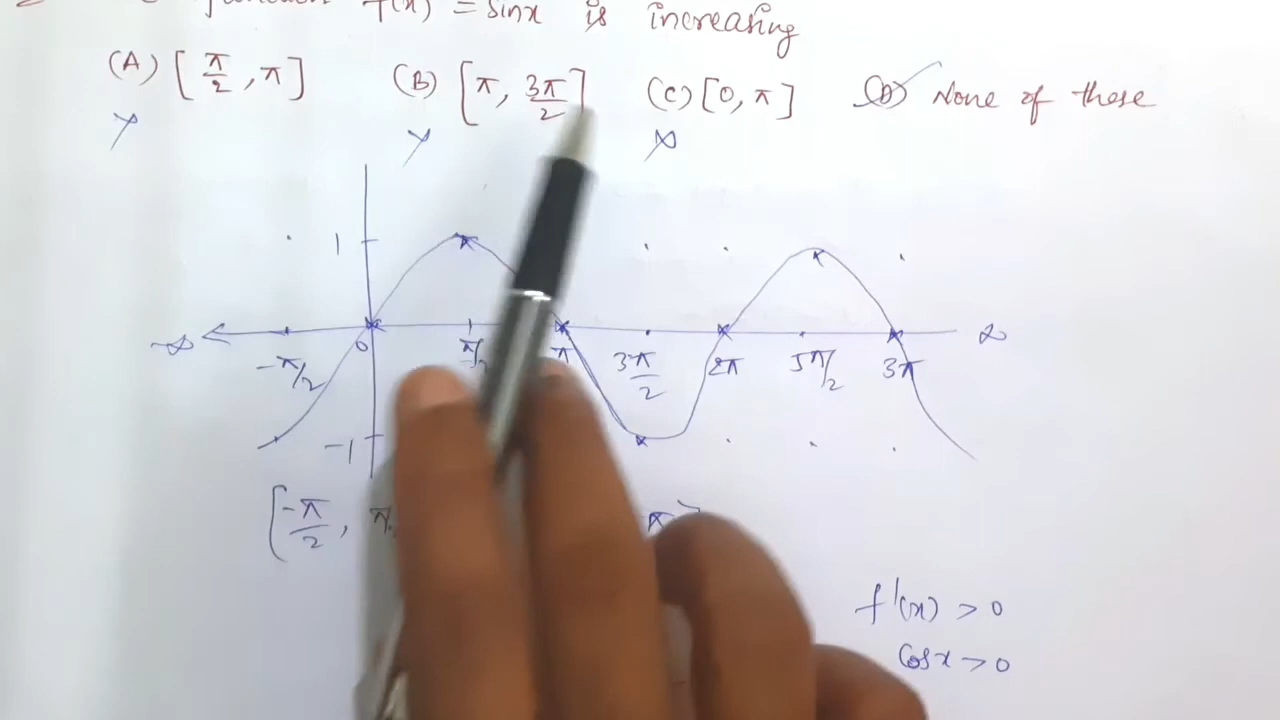 function f(x) = sinx is increasing
(A) [π/2, π] (B) [π, 3π/2] (C) [0, π] (D) None of these
1
-∞ -π/2 0 π/2 π 3π/2 2π 5π/2 3π ∞
-1
[-π/2, π
f'(x) > 0
Cosx > 0